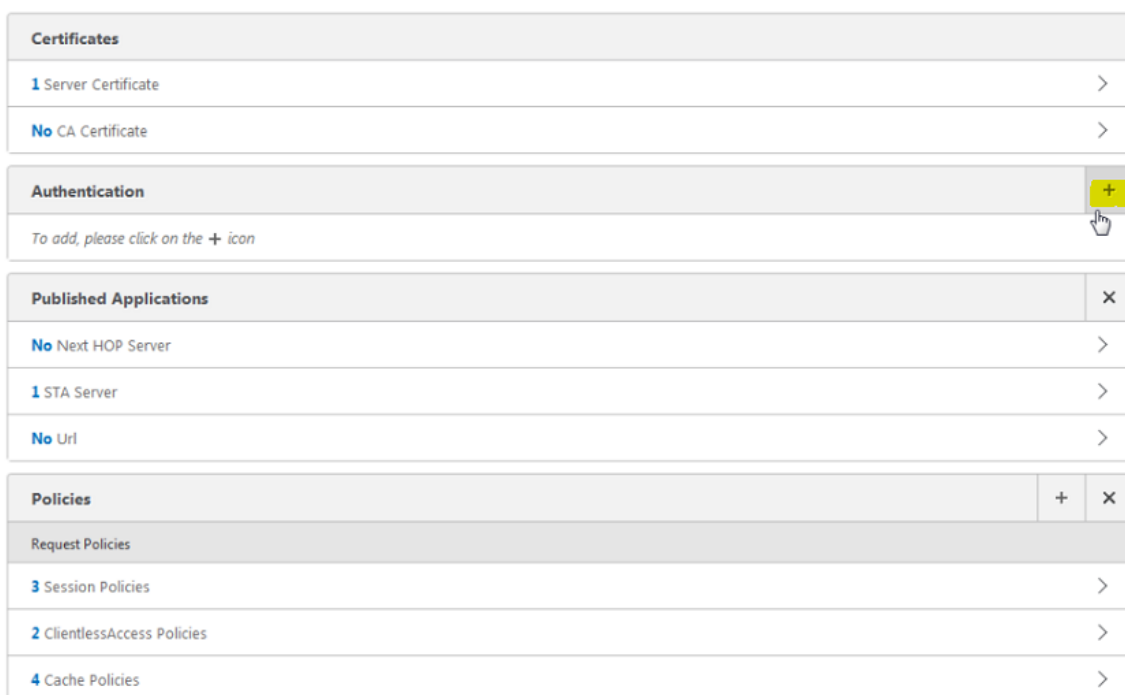 Certificates
1 Server Certificate
No CA Certificate
Authentication
+
To add, please click on the + icon
Published Applications
×
No Next HOP Server
1 STA Server
No Url
Policies
+ ×
Request Policies
3 Session Policies
2 ClientlessAccess Policies
4 Cache Policies